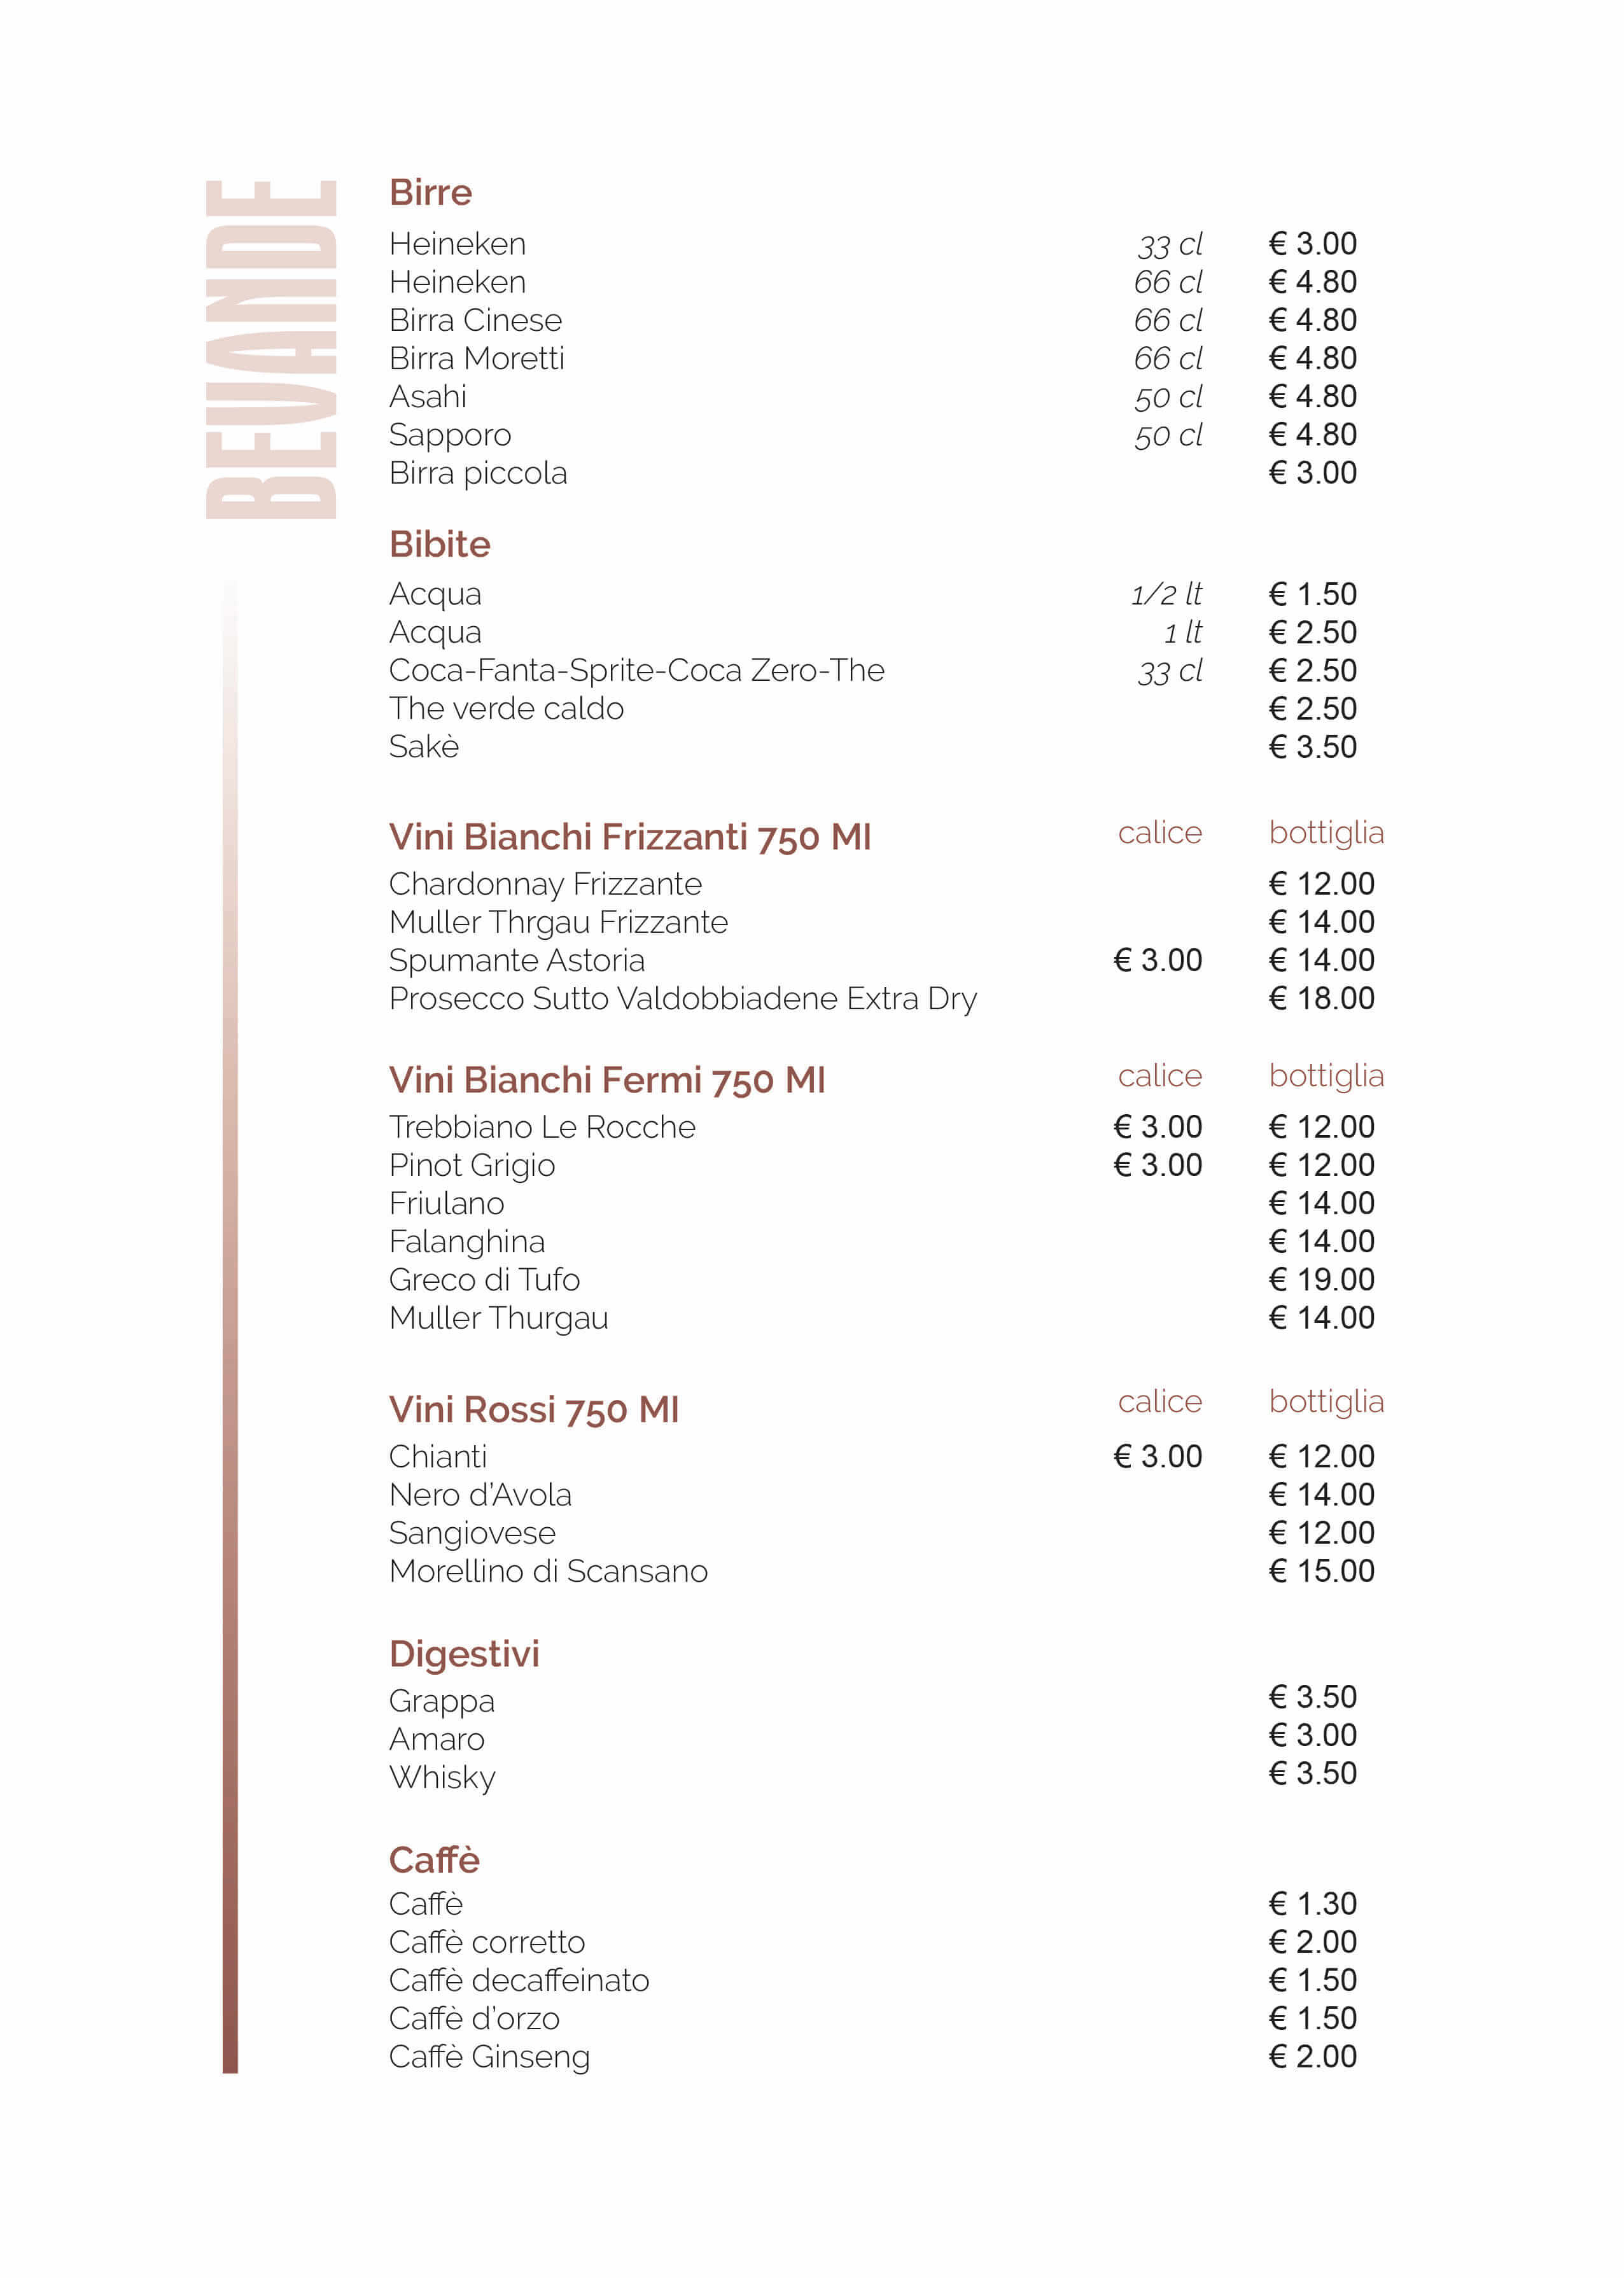 BEVANDE
Birre
Heineken 33 cl € 3.00
Heineken 66 cl € 4.80
Birra Cinese 66 cl € 4.80
Birra Moretti 66 cl € 4.80
Asahi 50 cl € 4.80
Sapporo 50 cl € 4.80
Birra piccola € 3.00
Bibite
Acqua 1/2 lt € 1.50
Acqua 1 lt € 2.50
Coca-Fanta-Sprite-Coca Zero-The 33 cl € 2.50
The verde caldo € 2.50
Sakè € 3.50
Vini Bianchi Frizzanti 750 Ml calice bottiglia
Chardonnay Frizzante € 12.00
Muller Thrgau Frizzante € 14.00
Spumante Astoria € 3.00 € 14.00
Prosecco Sutto Valdobbiadene Extra Dry € 18.00
Vini Bianchi Fermi 750 Ml calice bottiglia
Trebbiano Le Rocche € 3.00 € 12.00
Pinot Grigio € 3.00 € 12.00
Friulano € 14.00
Falanghina € 14.00
Greco di Tufo € 19.00
Muller Thurgau € 14.00
Vini Rossi 750 Ml calice bottiglia
Chianti € 3.00 € 12.00
Nero d'Avola € 14.00
Sangiovese € 12.00
Morellino di Scansano € 15.00
Digestivi
Grappa € 3.50
Amaro € 3.00
Whisky € 3.50
Caffè
Caffè € 1.30
Caffè corretto € 2.00
Caffè decaffeinato € 1.50
Caffè d'orzo € 1.50
Caffè Ginseng € 2.00